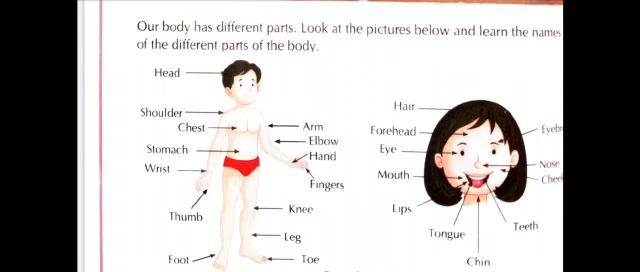 Our body has different parts. Look at the pictures below and learn the names
of the different parts of the body.
Head
Shoulder
Chest
Stomach
Wrist
Thumb
Foot
Arm
Elbow
Hand
Fingers
Knee
Leg
Toe
Hair
Forehead
Eye
Mouth
Lips
Tongue
Chin
Teeth
Nose